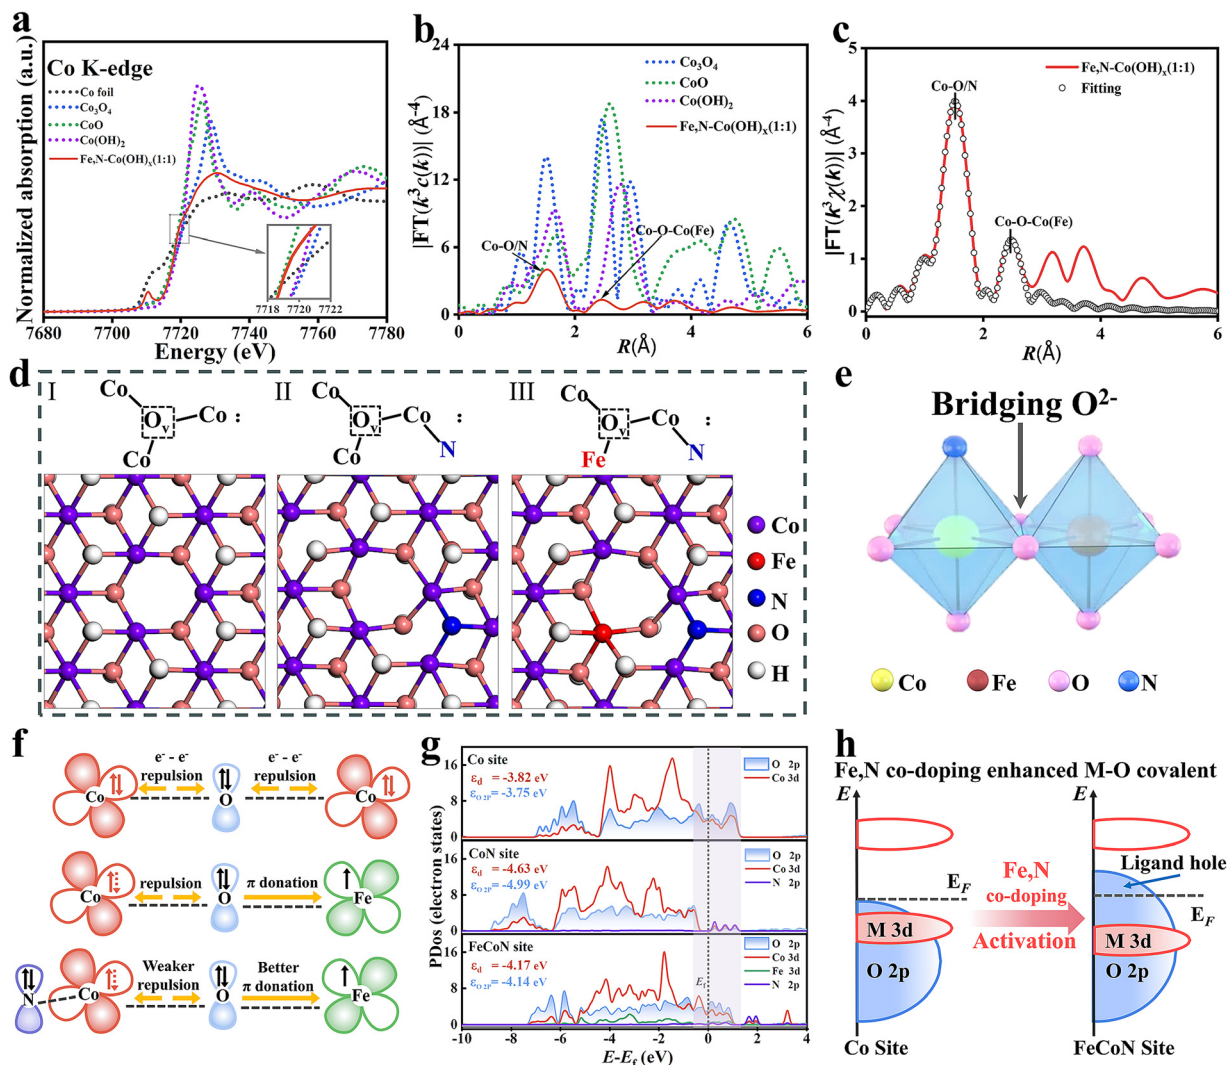 a
Co K-edge
Co foil
Co₃O₄
CoO
Co(OH)₂
Fe,N-Co(OH)ₓ(1:1)
7718 7720 7722
Normalized absorption (a.u.)
7680 7700 7720 7740 7760 7780
Energy (eV)
b
24
18
12
6
0
|FT(k³c(k))| (Å⁻⁴)
Co₃O₄
CoO
Co(OH)₂
Fe,N-Co(OH)ₓ(1:1)
Co-O/N
Co-O-Co(Fe)
0 2 4 6
R(Å)
c
5
4
3
2
1
0
|FT(k³χ(k))| (Å⁻⁴)
Fe,N-Co(OH)ₓ(1:1)
Fitting
Co-O/N
Co-O-Co(Fe)
0 2 4 6
R(Å)
d
I
Co
Oᵥ Co :
Co
II
Co
Oᵥ Co :
Co N
III
Co
Oᵥ Co :
Fe N
Co
Fe
N
O
H
e
Bridging O²⁻
Co Fe O N
f
e⁻ - e⁻ e⁻ - e⁻
repulsion repulsion
Co O Co
repulsion π donation
Co O Fe
Weaker Better
repulsion π donation
N Co O Fe
g
PDos (electron states)
Co site
ε_d = -3.82 eV
ε_O 2P= -3.75 eV
O 2p
Co 3d
16
8
0
CoN site
ε_d = -4.63 eV
ε_O 2P= -4.99 eV
O 2p
Co 3d
N 2p
16
8
0
FeCoN site
ε_d = -4.17 eV
ε_O 2P= -4.14 eV
E_f
O 2p
Co 3d
Fe 3d
N 2p
16
8
0
-10 -8 -6 -4 -2 0 2 4
E-E_f (eV)
h
Fe,N co-doping enhanced M-O covalent
E
E_F
M 3d
O 2p
Co Site
Fe,N
co-doping
Activation
E
Ligand hole
E_F
M 3d
O 2p
FeCoN Site